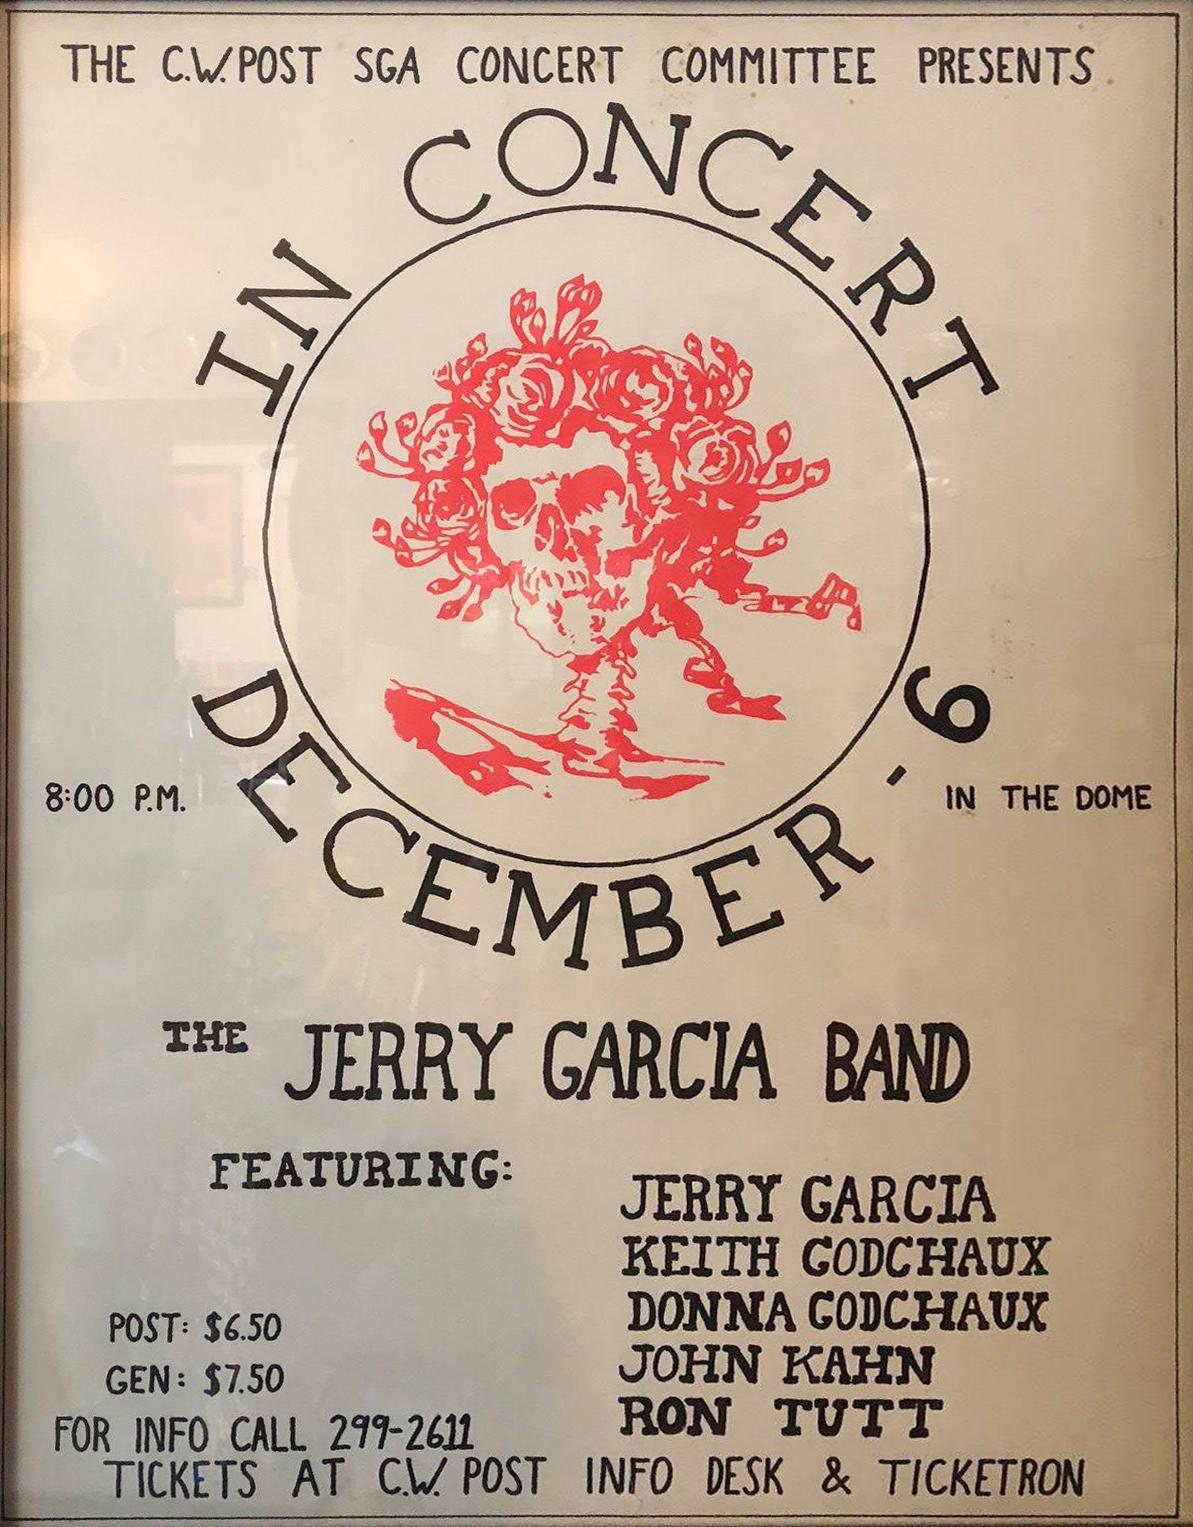 THE C.W. POST SGA CONCERT COMMITTEE PRESENTS
IN CONCERT
DECEMBER - 6
8:00 P.M.
IN THE DOME
THE JERRY GARCIA BAND
FEATURING:
JERRY GARCIA
KEITH GODCHAUX
DONNA GODCHAUX
JOHN KAHN
RON TUTT
POST: $6.50
GEN: $7.50
FOR INFO CALL 299-2611
TICKETS AT C.W. POST INFO DESK & TICKETRON